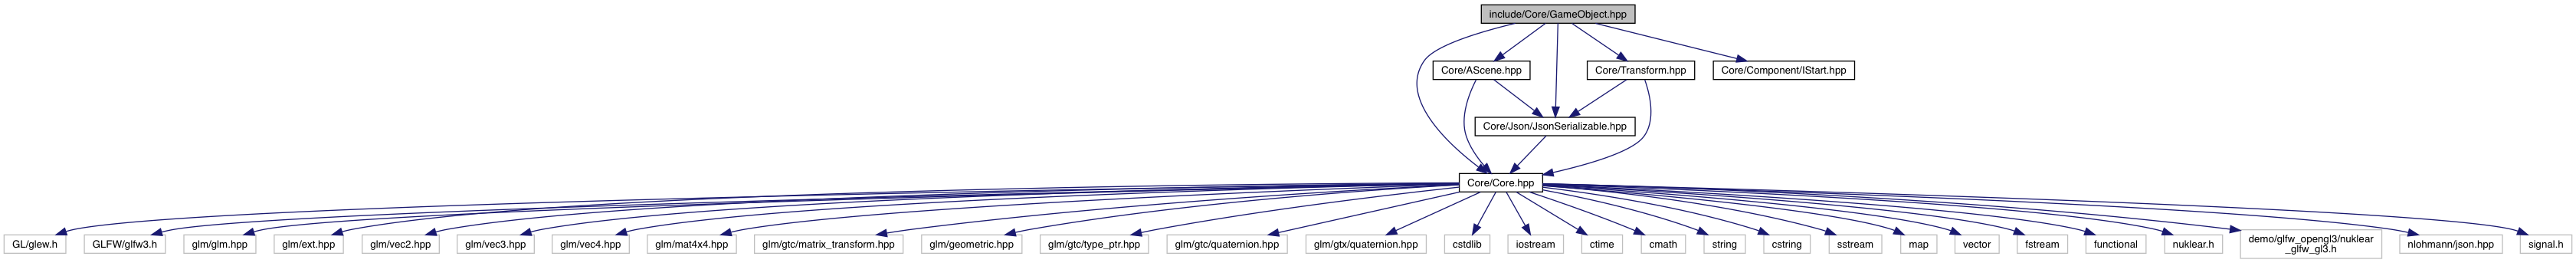 include/Core/GameObject.hpp
Core/AScene.hpp
Core/Transform.hpp
Core/Component/IStart.hpp
Core/Json/JsonSerializable.hpp
Core/Core.hpp
GL/glew.h
GLFW/glfw3.h
glm/glm.hpp
glm/ext.hpp
glm/vec2.hpp
glm/vec3.hpp
glm/vec4.hpp
glm/mat4x4.hpp
glm/gtc/matrix_transform.hpp
glm/geometric.hpp
glm/gtc/type_ptr.hpp
glm/gtc/quaternion.hpp
glm/gtx/quaternion.hpp
cstdlib
iostream
ctime
cmath
string
cstring
sstream
map
vector
fstream
functional
nuklear.h
demo/glfw_opengl3/nuklear
_glfw_gl3.h
nlohmann/json.hpp
signal.h